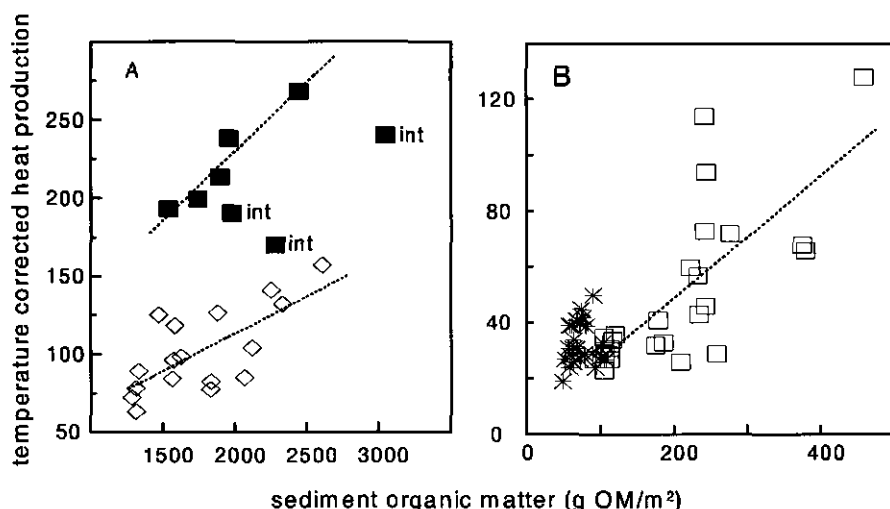 temperature corrected heat production
A
250
200
150
100
50
int
int
int
1500 2000 2500 3000
B
120
80
40
0
0 200 400
sediment organic matter (g OM/m²)